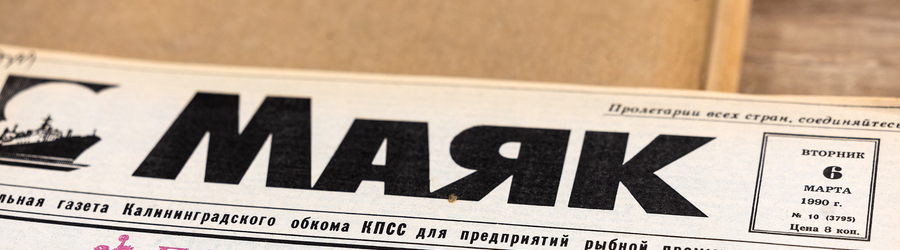 Пролетарии всех стран, соединяйтесь
МАЯК
ВТОРНИК
6
МАРТА
1990 г.
№ 10 (3795)
Цена 8 коп.
газета Калининградского обкома КПСС для предприятий рыбной